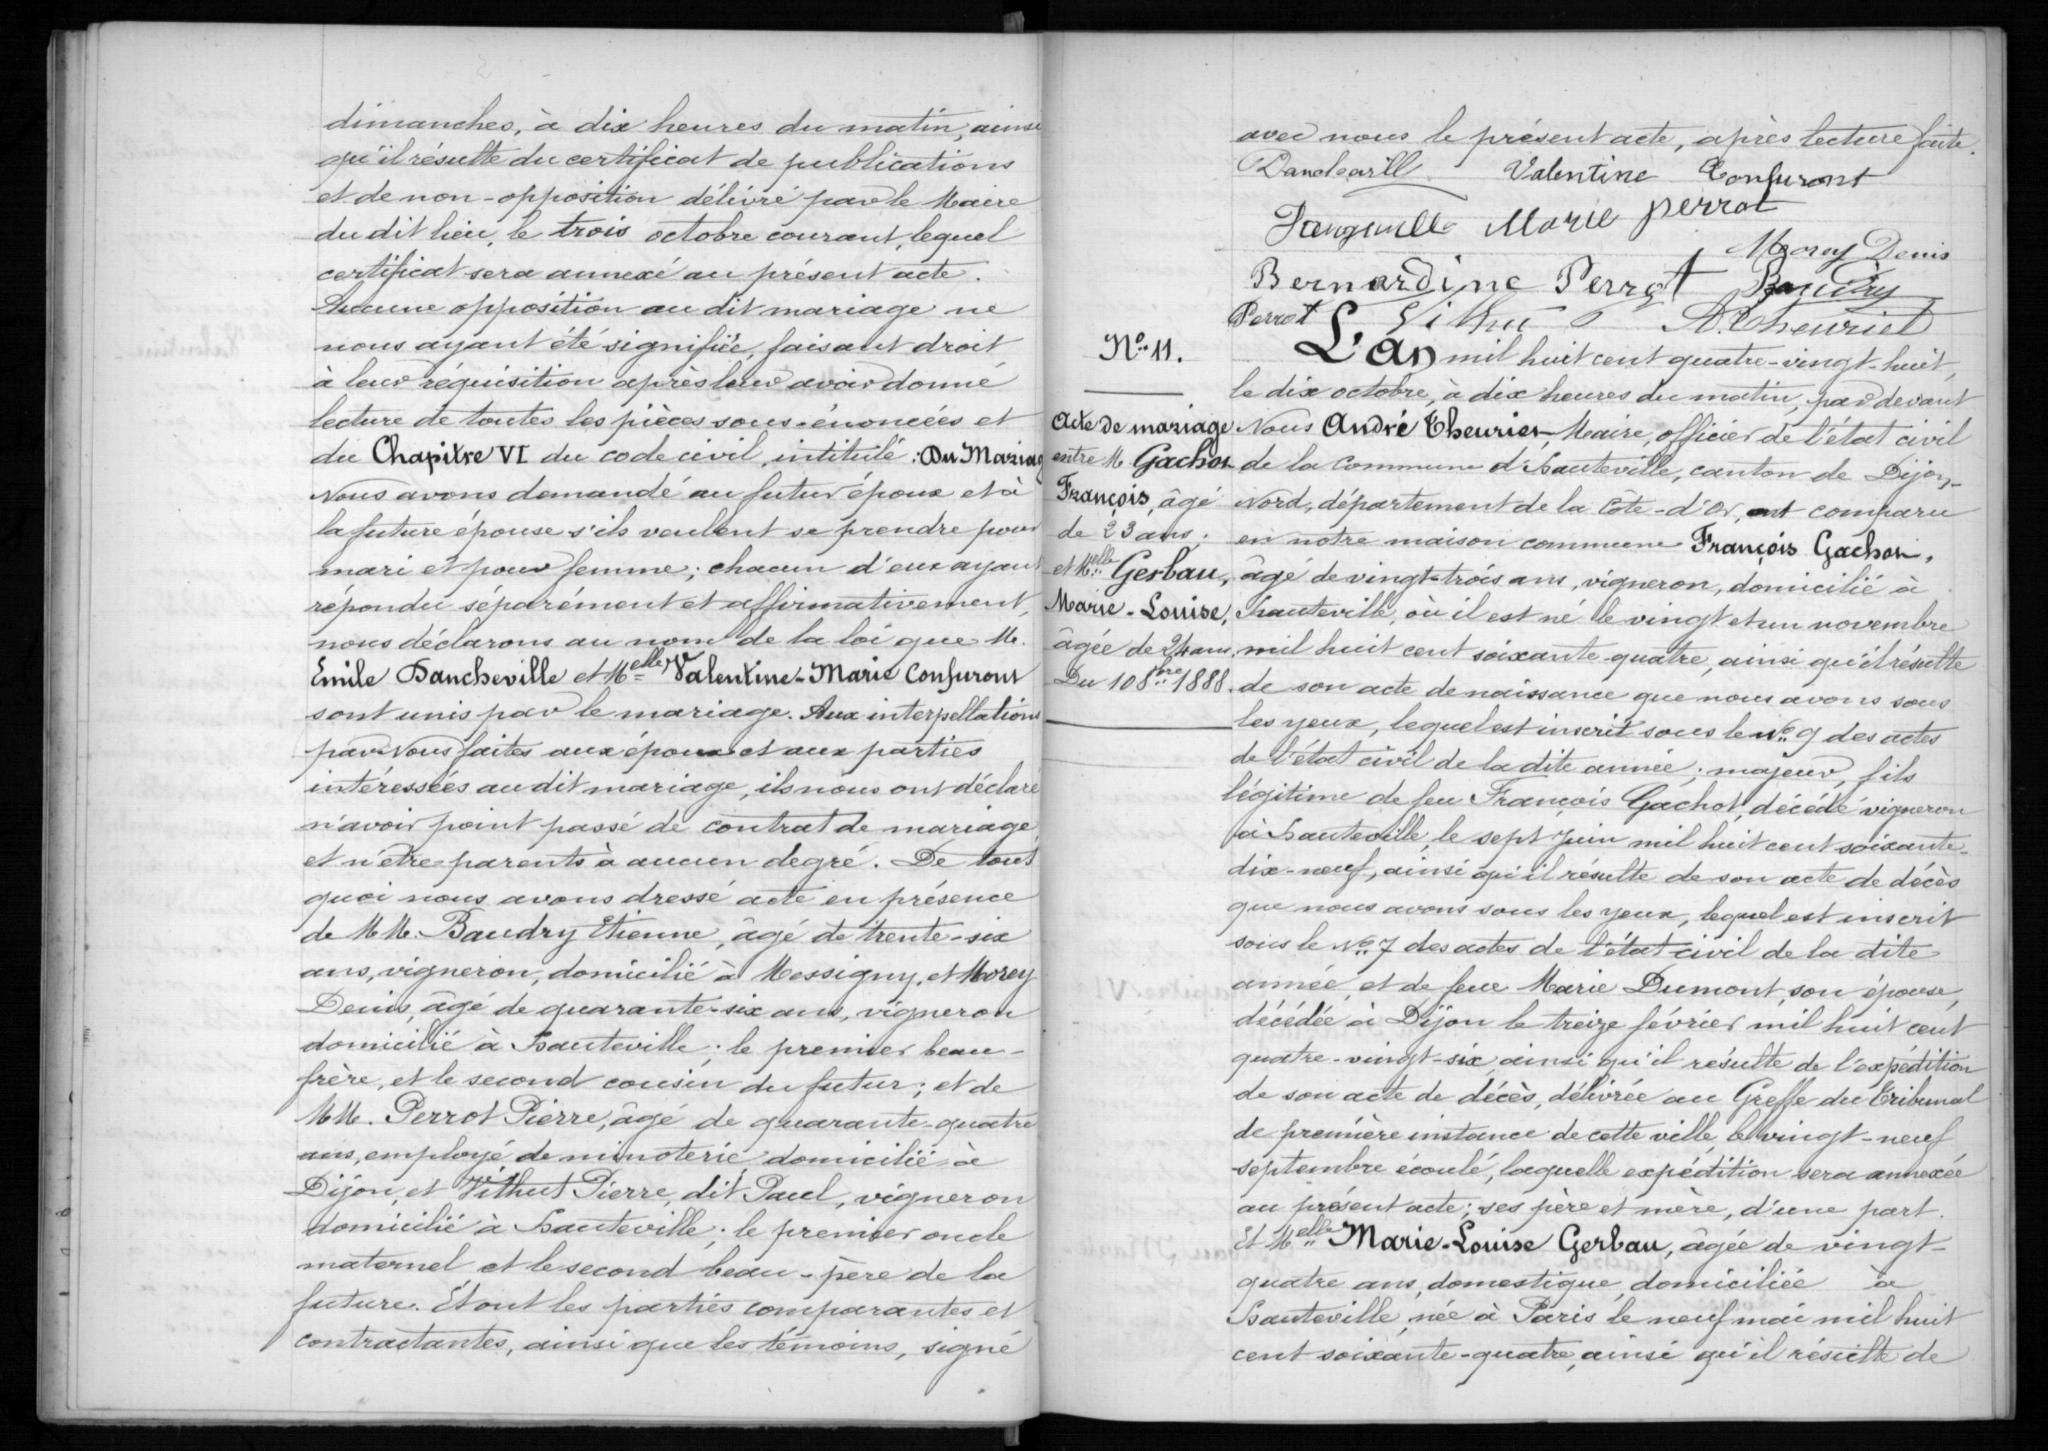 dimanches, à dix heures du matin, ainsi
qu'il résulte du certificat de publications
et de non-opposition délivré par le Maire
du dit lieu, le trois octobre courant, lequel
certificat sera annexé au présent acte.
Aucune opposition au dit mariage ne
nous ayant été signifiée, faisant droit
à leur réquisition après leur avoir donné
lecture de toutes les pièces sous-énoncées et
du Chapitre VI du code civil, intitulé : Du Mariag
Nous avons demandé au futur époux et à
la future épouse s'ils veulent se prendre pour
mari et pour femme ; chacun d'eux ayant
répondu séparément et affirmativement,
nous déclarons au nom de la loi que M.
Emile Dancheville et Melle Valentine-Marie Confuront
sont unis par le mariage. Aux interpellations
par Nous faites aux époux et aux parties
intéressées au dit mariage, ils nous ont déclaré
n'avoir point passé de contrat de mariage
et n'être parents à aucun degré. De tout
quoi nous avons dressé acte en présence
de MM. Baudry Etienne, âgé de trente-six
ans, vigneron, domicilié à Messigny, et Morey
Denis, âgé de quarante-six ans, vigneron
domicilié à Hauteville ; le premier beau-
frère, et le second cousin du futur ; et de
MM. Perrot Pierre, âgé de quarante-quatre
ans, employé de minoterie domicilié à
Dijon, et Vithut Pierre, dit Paul, vigneron
domicilié à Hauteville ; le premier oncle
maternel et le second beau-père de la
future. Et ont les parties comparantes et
contractantes, ainsi que les témoins, signé
avec nous le présent acte, après lecture faite.
Valentine Confuront
Marie Perrot
Morey Denis
Bernardine Perrot Baudry
Perrot Vithut A. Theuriet
No 11.
Acte de mariage
entre M. Gachot
François, âgé
de 23 ans ;
et Melle Gerbau,
Marie-Louise,
âgée de 24 ans
Du 10 8bre 1888.
L'an mil huit cent quatre-vingt-huit,
le dix octobre, à dix heures du matin, par devant
Nous André Theuriet, Maire, officier de l'état civil
de la commune d'Hauteville, canton de Dijon-
Nord, département de la Côte-d'Or, ont comparu
en notre maison commune François Gachot,
âgé de vingt-trois ans, vigneron, domicilié à
Hauteville, où il est né le vingt et un novembre
mil huit cent soixante-quatre, ainsi qu'il résulte
de son acte de naissance que nous avons sous
les yeux, lequel est inscrit sous le No 9 des actes
de l'état civil de la dite année ; majeur, fils
légitime de feu François Gachot, décédé vigneron
à Hauteville, le sept Juin mil huit cent soixante-
dix-neuf, ainsi qu'il résulte de son acte de décès
que nous avons sous les yeux, lequel est inscrit
sous le No 7 des actes de l'état civil de la dite
année, et de feue Marie Dumont, son épouse,
décédée à Dijon le treize février mil huit cent
quatre-vingt-six, ainsi qu'il résulte de l'expédition
de son acte de décès, délivrée au Greffe du Tribunal
de première instance de cette ville, le vingt-neuf
septembre écoulé, laquelle expédition sera annexée
au présent acte ; ses père et mère, d'une part.
Et Melle Marie-Louise Gerbau, âgée de vingt-
quatre ans, domestique, domiciliée à
Hauteville, née à Paris le neuf mai mil huit
cent soixante-quatre, ainsi qu'il résulte de